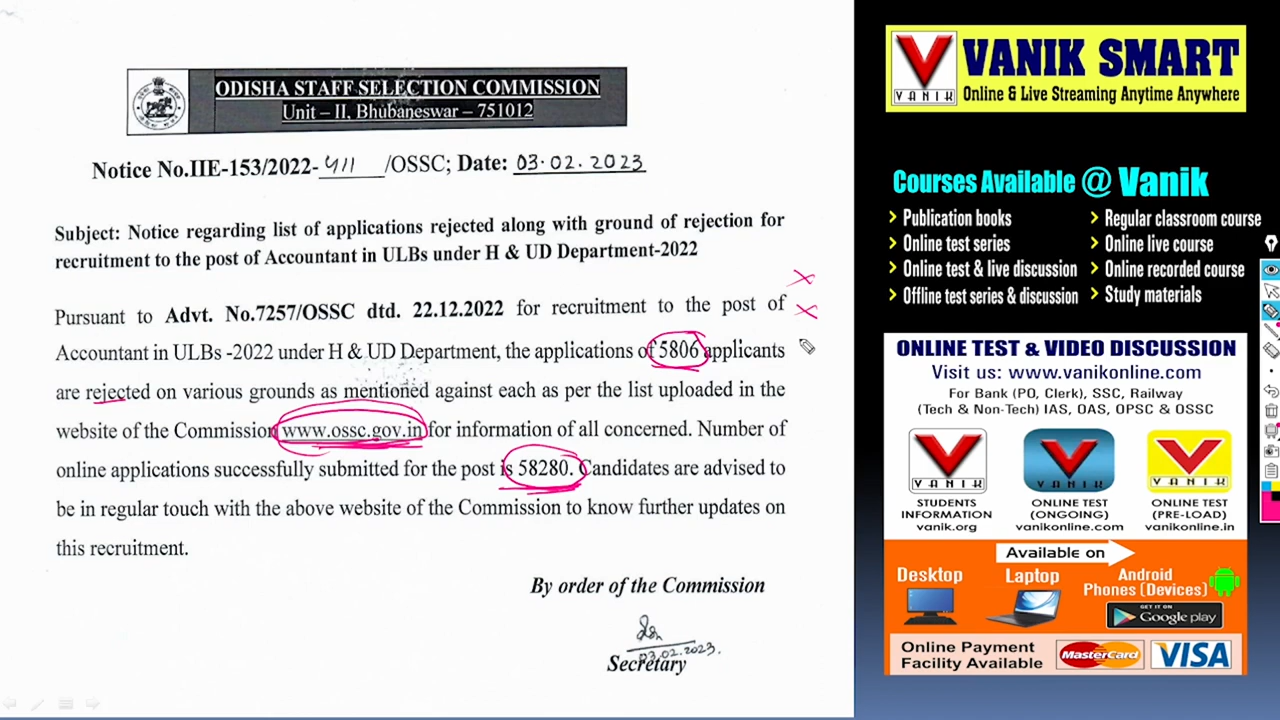 ODISHA STAFF SELECTION COMMISSION
Unit – II, Bhubaneswar – 751012
Notice No.IIE-153/2022- 411 /OSSC; Date: 03.02.2023
Subject: Notice regarding list of applications rejected along with ground of rejection for
recruitment to the post of Accountant in ULBs under H & UD Department-2022
Pursuant to Advt. No.7257/OSSC dtd. 22.12.2022 for recruitment to the post of
Accountant in ULBs -2022 under H & UD Department, the applications of 5806 applicants
are rejected on various grounds as mentioned against each as per the list uploaded in the
website of the Commission www.ossc.gov.in for information of all concerned. Number of
online applications successfully submitted for the post is 58280. Candidates are advised to
be in regular touch with the above website of the Commission to know further updates on
this recruitment.
By order of the Commission
03.02.2023.
Secretary
VANIK
VANIK SMART
Online & Live Streaming Anytime Anywhere
Courses Available @ Vanik
Publication books
Online test series
Online test & live discussion
Offline test series & discussion
Regular classroom course
Online live course
Online recorded course
Study materials
ONLINE TEST & VIDEO DISCUSSION
Visit us: www.vanikonline.com
For Bank (PO, Clerk), SSC, Railway
(Tech & Non-Tech) IAS, OAS, OPSC & OSSC
VANIK
STUDENTS
INFORMATION
vanik.org
VANIK
ONLINE TEST
(ONGOING)
vanikonline.com
VANIK
ONLINE TEST
(PRE-LOAD)
vanikonline.in
Available on
Desktop
Laptop
Android
Phones (Devices)
GET IT ON
Google play
Online Payment
Facility Available
MasterCard
VISA